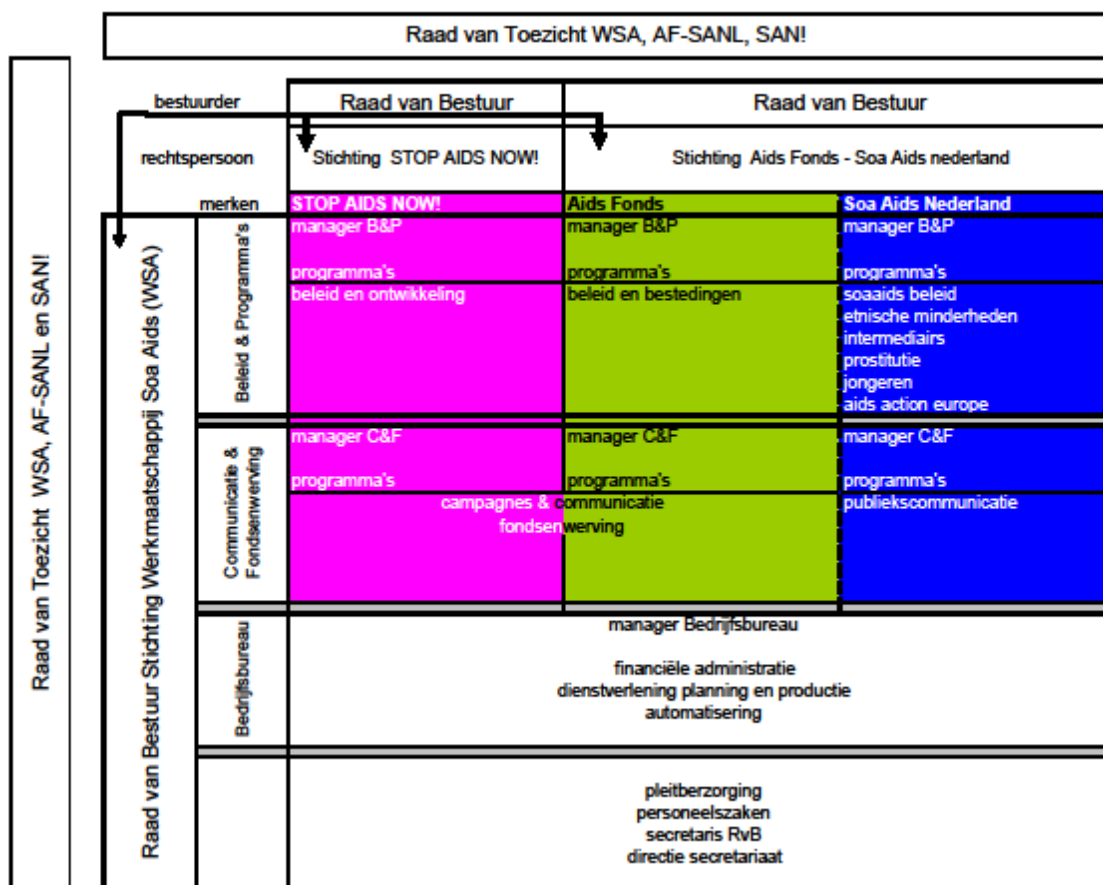 Raad van Toezicht WSA, AF-SANL, SAN!
Raad van Toezicht WSA, AF-SANL en SAN!
bestuurder
Raad van Bestuur
Raad van Bestuur
rechtspersoon
Stichting STOP AIDS NOW!
Stichting Aids Fonds - Soa Aids nederland
merken
STOP AIDS NOW!
Aids Fonds
Soa Aids Nederland
Raad van Bestuur Stichting Werkmaatschappij Soa Aids (WSA)
Beleid & Programma's
manager B&P
programma's
beleid en ontwikkeling
manager B&P
programma's
beleid en bestedingen
manager B&P
programma's
soaaids beleid
etnische minderheden
intermediairs
prostitutie
jongeren
aids action europe
Communicatie &
Fondsenwerving
manager C&F
programma's
manager C&F
programma's
campagnes & communicatie
fondsenwerving
manager C&F
programma's
publiekscommunicatie
Bedrijfsbureau
manager Bedrijfsbureau
financiële administratie
dienstverlening planning en productie
automatisering
pleitberzorging
personeelszaken
secretaris RvB
directie secretariaat